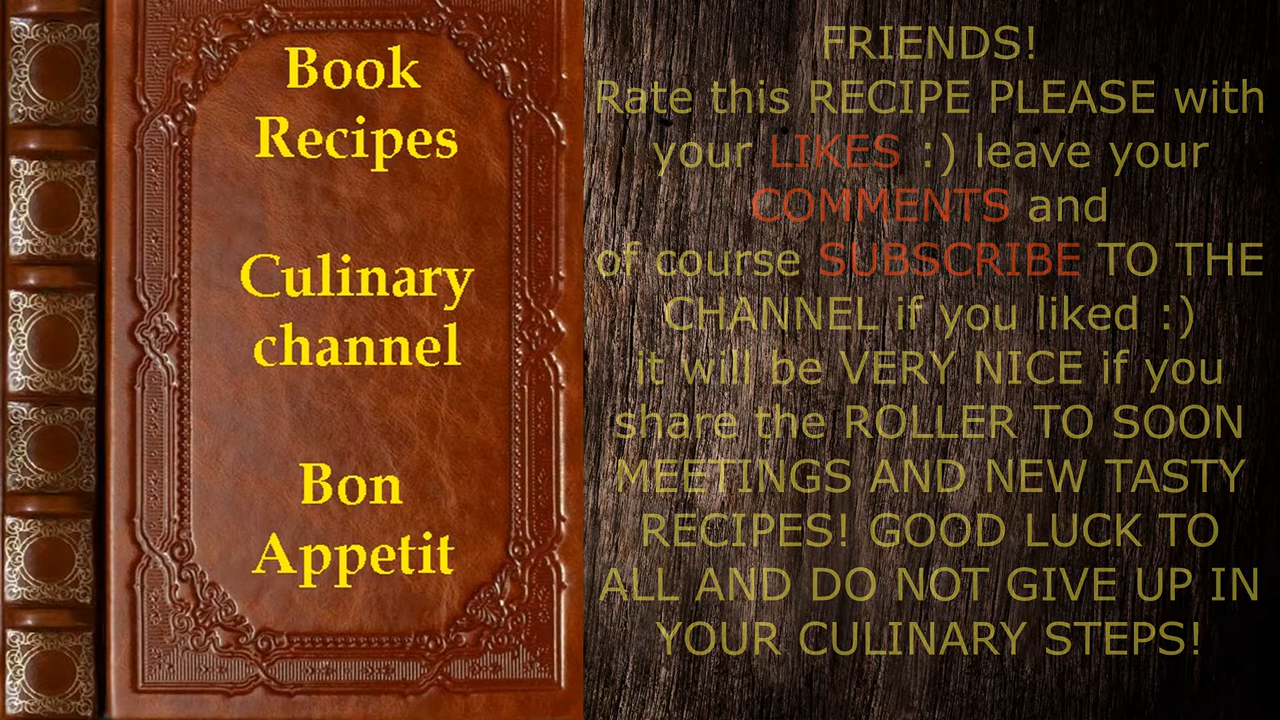 Book
Recipes
Culinary
channel
Bon
Appetit
FRIENDS!
Rate this RECIPE PLEASE with
your LIKES :) leave your
COMMENTS and
of course SUBSCRIBE TO THE
CHANNEL if you liked :)
it will be VERY NICE if you
share the ROLLER TO SOON
MEETINGS AND NEW TASTY
RECIPES! GOOD LUCK TO
ALL AND DO NOT GIVE UP IN
YOUR CULINARY STEPS!